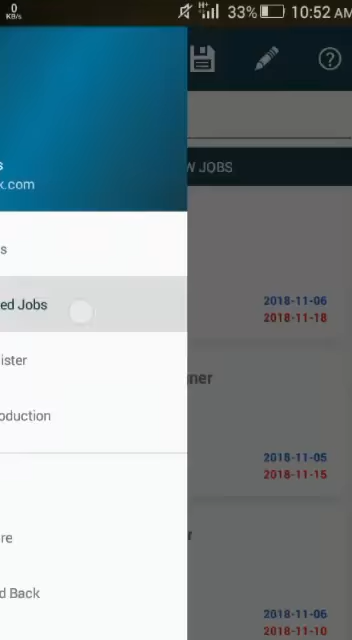 0
KB/s
H+
33%
10:52 AM
s
k.com
W JOBS
s
ed Jobs
2018-11-06
2018-11-18
ister
ner
oduction
2018-11-05
2018-11-15
re
r
d Back
2018-11-06
2018-11-10